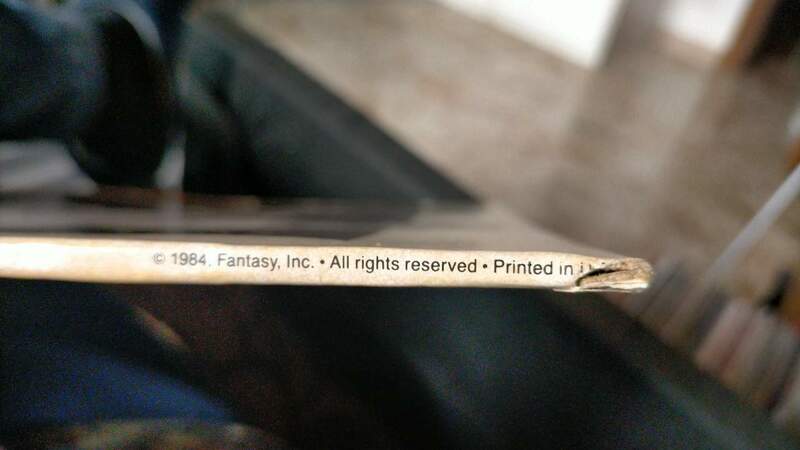 © 1984. Fantasy, Inc. • All rights reserved • Printed in